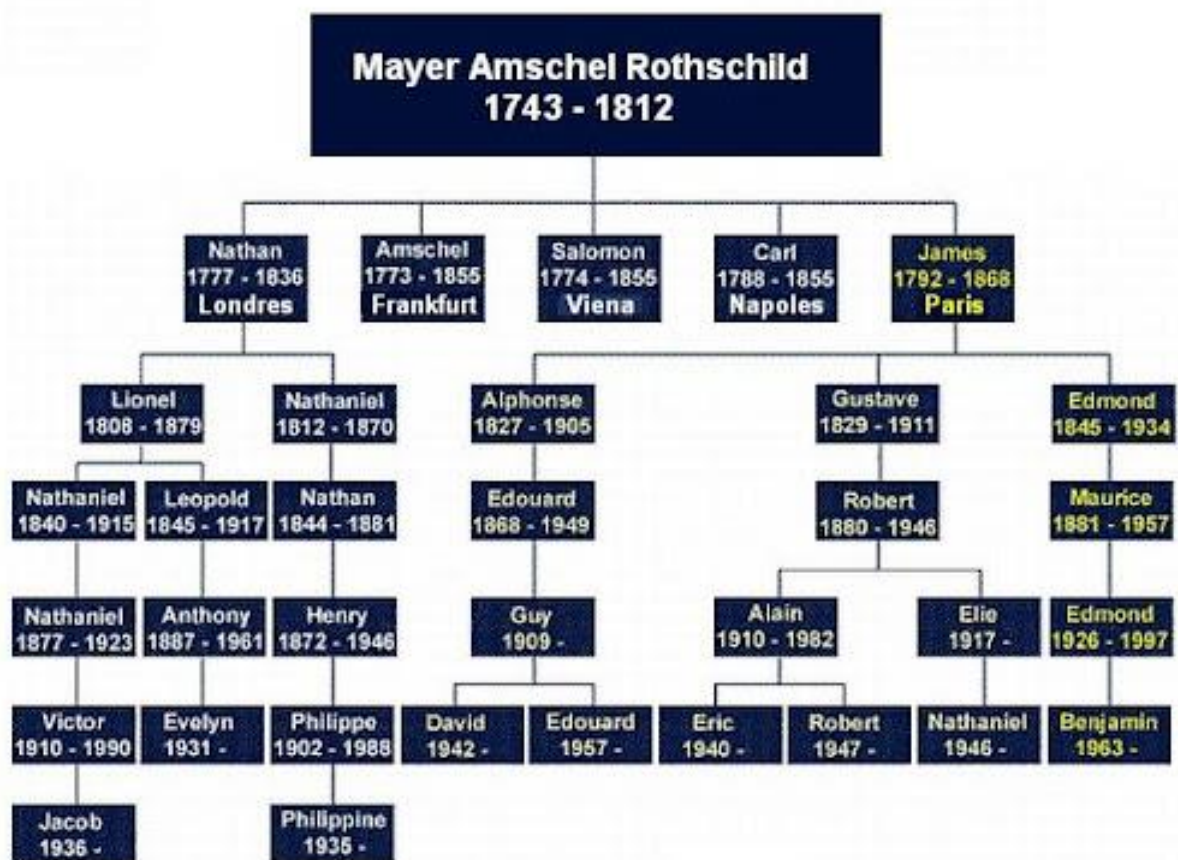 Mayer Amschel Rothschild
1743 - 1812
Nathan
1777 - 1836
Londres
Amschel
1773 - 1855
Frankfurt
Salomon
1774 - 1855
Viena
Carl
1788 - 1855
Napoles
James
1792 - 1868
Paris
Lionel
1808 - 1879
Nathaniel
1812 - 1870
Alphonse
1827 - 1905
Gustave
1829 - 1911
Edmond
1845 - 1934
Nathaniel
1840 - 1915
Leopold
1845 - 1917
Nathan
1844 - 1881
Edouard
1868 - 1949
Robert
1880 - 1946
Maurice
1881 - 1957
Nathaniel
1877 - 1923
Anthony
1887 - 1961
Henry
1872 - 1946
Guy
1909 -
Alain
1910 - 1982
Elie
1917 -
Edmond
1926 - 1997
Victor
1910 - 1990
Evelyn
1931 -
Philippe
1902 - 1988
David
1942 -
Edouard
1957 -
Eric
1940 -
Robert
1947 -
Nathaniel
1946 -
Benjamin
1963 -
Jacob
1936 -
Philippine
1935 -